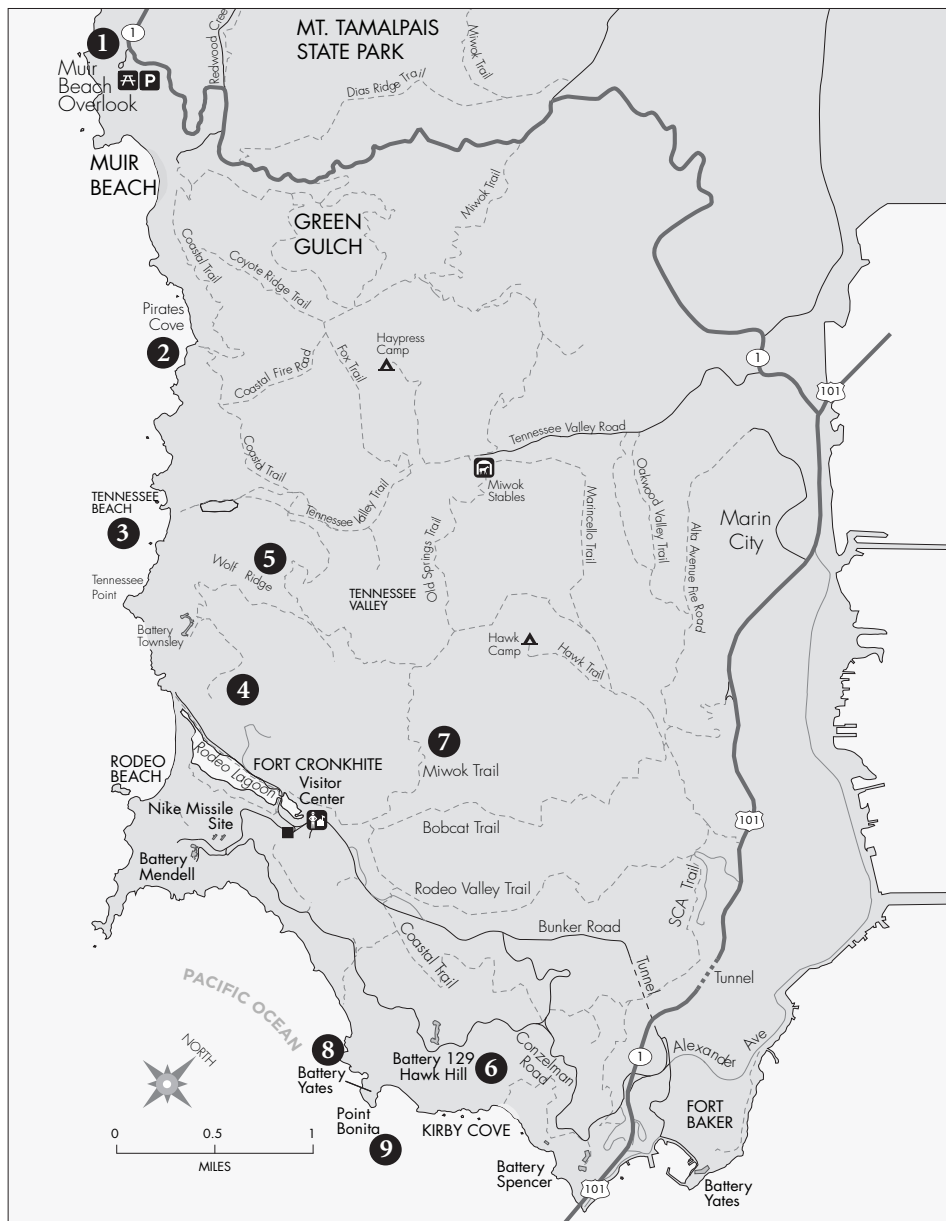 MT. TAMALPAIS
STATE PARK
1
1
Muir
Beach
Overlook
P
Redwood Cree
Miwok Trail
Dias Ridge Trail
MUIR
BEACH
GREEN
GULCH
Miwok Trail
Coastal Trail
Coyote Ridge Trail
Pirates
Cove
2
Haypress
Camp
Fox Trail
Coastal Fire Road
1
101
Tennessee Valley Road
Coastal Trail
Miwok
Stables
Tennessee Valley Trail
Oakwood Valley Trail
Marincello Trail
Alta Avenue Fire Road
Marin
City
TENNESSEE
BEACH
3
5
Old Springs Trail
Wolf Ridge
Tennessee
Point
TENNESSEE
VALLEY
Battery
Townsley
Hawk
Camp
Hawk Trail
4
7
Miwok Trail
RODEO
BEACH
Rodeo Lagoon
FORT CRONKHITE
Visitor
Center
Nike Missile
Site
Bobcat Trail
101
Battery
Mendell
Rodeo Valley Trail
SCA Trail
Bunker Road
Coastal Trail
Tunnel
Tunnel
PACIFIC OCEAN
NORTH
8
Battery
Yates
Battery 129
Hawk Hill
6
Conzelman
Road
1
Alexander Ave
Point
Bonita
9
KIRBY COVE
FORT
BAKER
0 0.5 1
MILES
Battery
Spencer
101
Battery
Yates